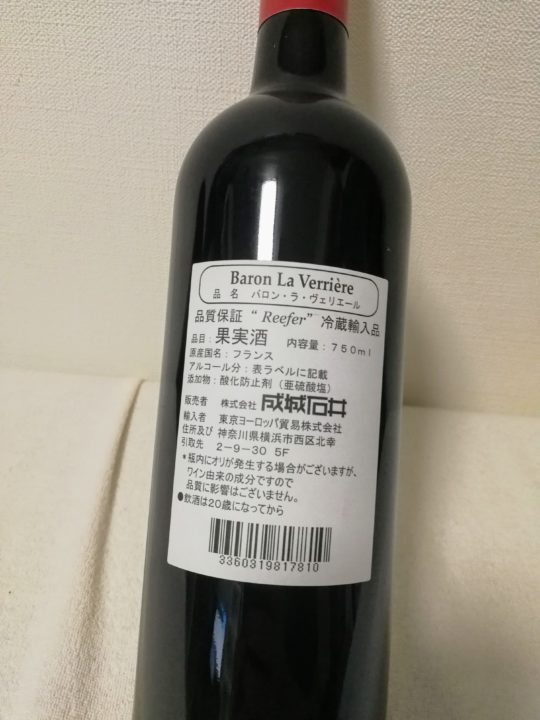 Baron La Verrière
品 名 バロン・ラ・ヴェリエール
品質保証 “ Reefer” 冷蔵輸入品
品目：果実酒 内容量：７５０ｍｌ
原産国名：フランス
アルコール分：表ラベルに記載
添加物：酸化防止剤（亜硫酸塩）
販売者 株式会社 成城石井
輸入者 東京ヨーロッパ貿易株式会社
住所及び 神奈川県横浜市西区北幸
引取先 ２－９－３０ ５Ｆ
＊瓶内にオリが発生する場合がございますが、
ワイン由来の成分ですので
品質に影響はございません。
●飲酒は２０歳になってから
3360319817810